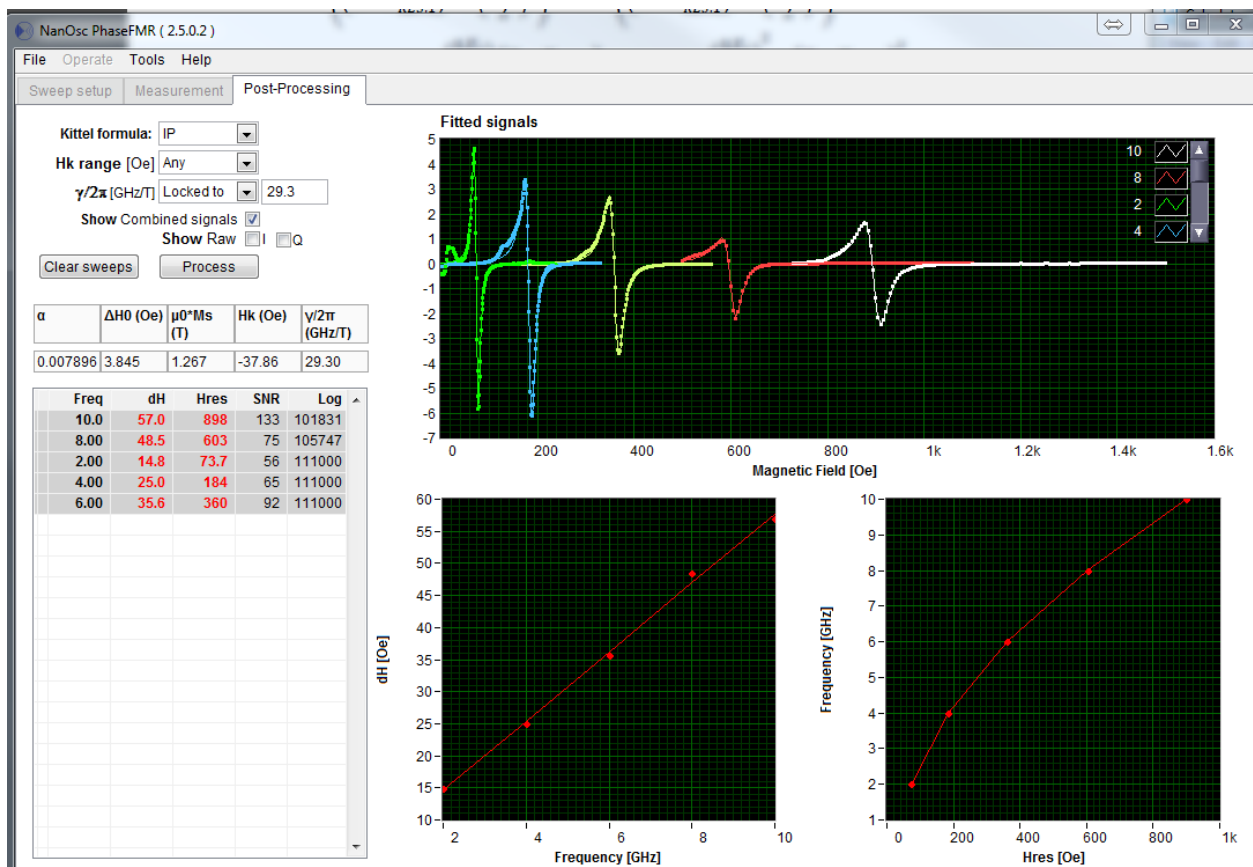 NanOsc PhaseFMR ( 2.5.0.2 )
File Operate Tools Help
Sweep setup Measurement Post-Processing
Kittel formula: IP
Hk range [Oe] Any
γ/2π [GHz/T] Locked to 29.3
Show Combined signals
Show Raw I Q
Clear sweeps Process
α ΔH0 (Oe) µ0*Ms (T) Hk (Oe) γ/2π (GHz/T)
0.007896 3.845 1.267 -37.86 29.30
Freq dH Hres SNR Log
10.0 57.0 898 133 101831
8.00 48.5 603 75 105747
2.00 14.8 73.7 56 111000
4.00 25.0 184 65 111000
6.00 35.6 360 92 111000
Fitted signals
5
4
3
2
1
0
-1
-2
-3
-4
-5
-6
-7
10
8
2
4
0 200 400 600 800 1k 1.2k 1.4k 1.6k
Magnetic Field [Oe]
60
55
50
45
40
35
30
25
20
15
10
dH [Oe]
2 4 6 8 10
Frequency [GHz]
10
9
8
7
6
5
4
3
2
1
Frequency [GHz]
0 200 400 600 800 1k
Hres [Oe]